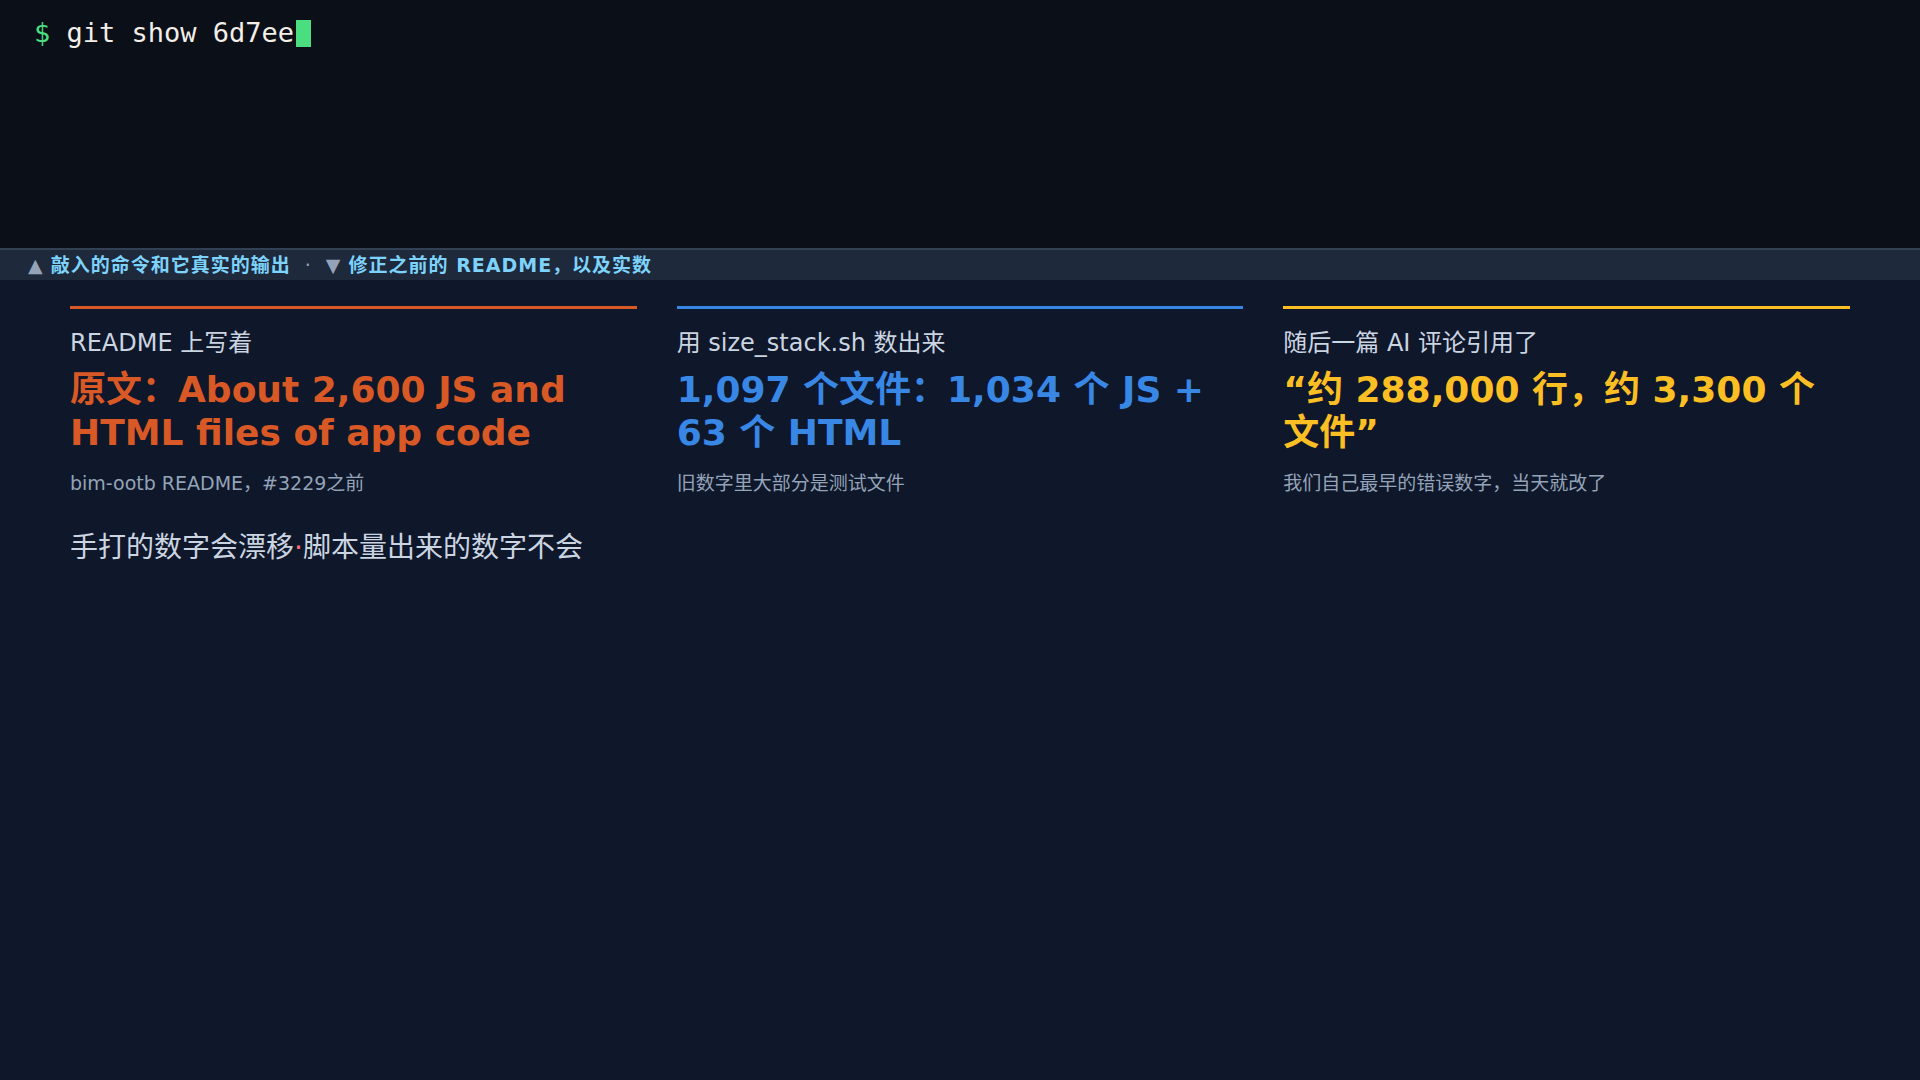 $ git show 6d7ee
▲ 敲入的命令和它真实的输出 · ▼ 修正之前的 README，以及实数
README 上写着
原文：About 2,600 JS and
HTML files of app code
bim-ootb README，#3229之前
用 size_stack.sh 数出来
1,097 个文件：1,034 个 JS +
63 个 HTML
旧数字里大部分是测试文件
随后一篇 AI 评论引用了
“约 288,000 行，约 3,300 个
文件”
我们自己最早的错误数字，当天就改了
手打的数字会漂移·脚本量出来的数字不会